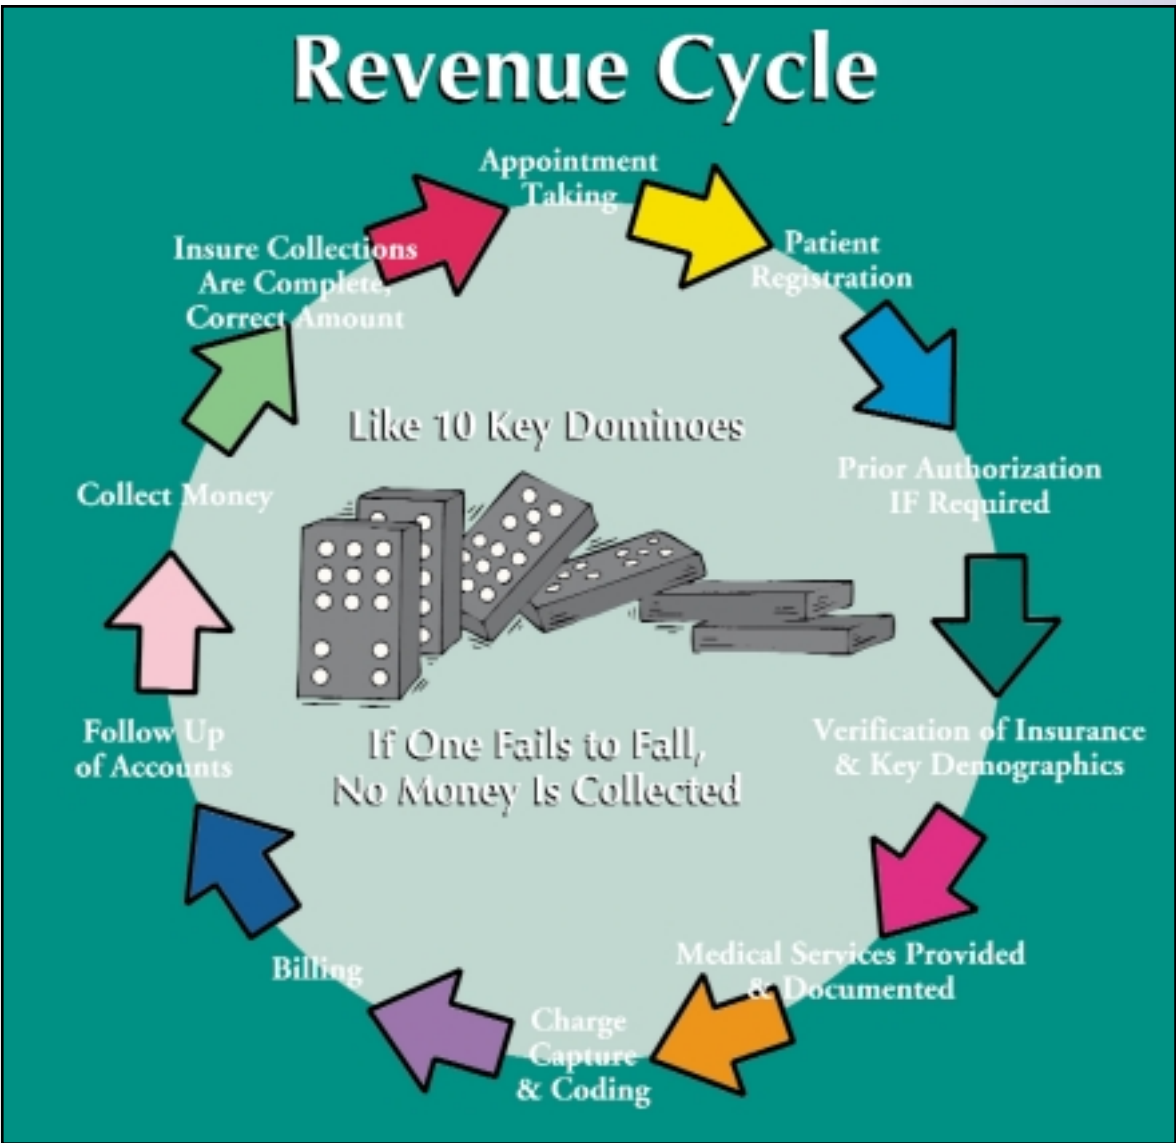 Revenue Cycle
Appointment
Taking
Patient
Registration
Prior Authorization
IF Required
Verification of Insurance
& Key Demographics
Medical Services Provided
& Documented
Charge
Capture
& Coding
Billing
Follow Up
of Accounts
Collect Money
Insure Collections
Are Complete,
Correct Amount
Like 10 Key Dominoes
If One Fails to Fall,
No Money Is Collected